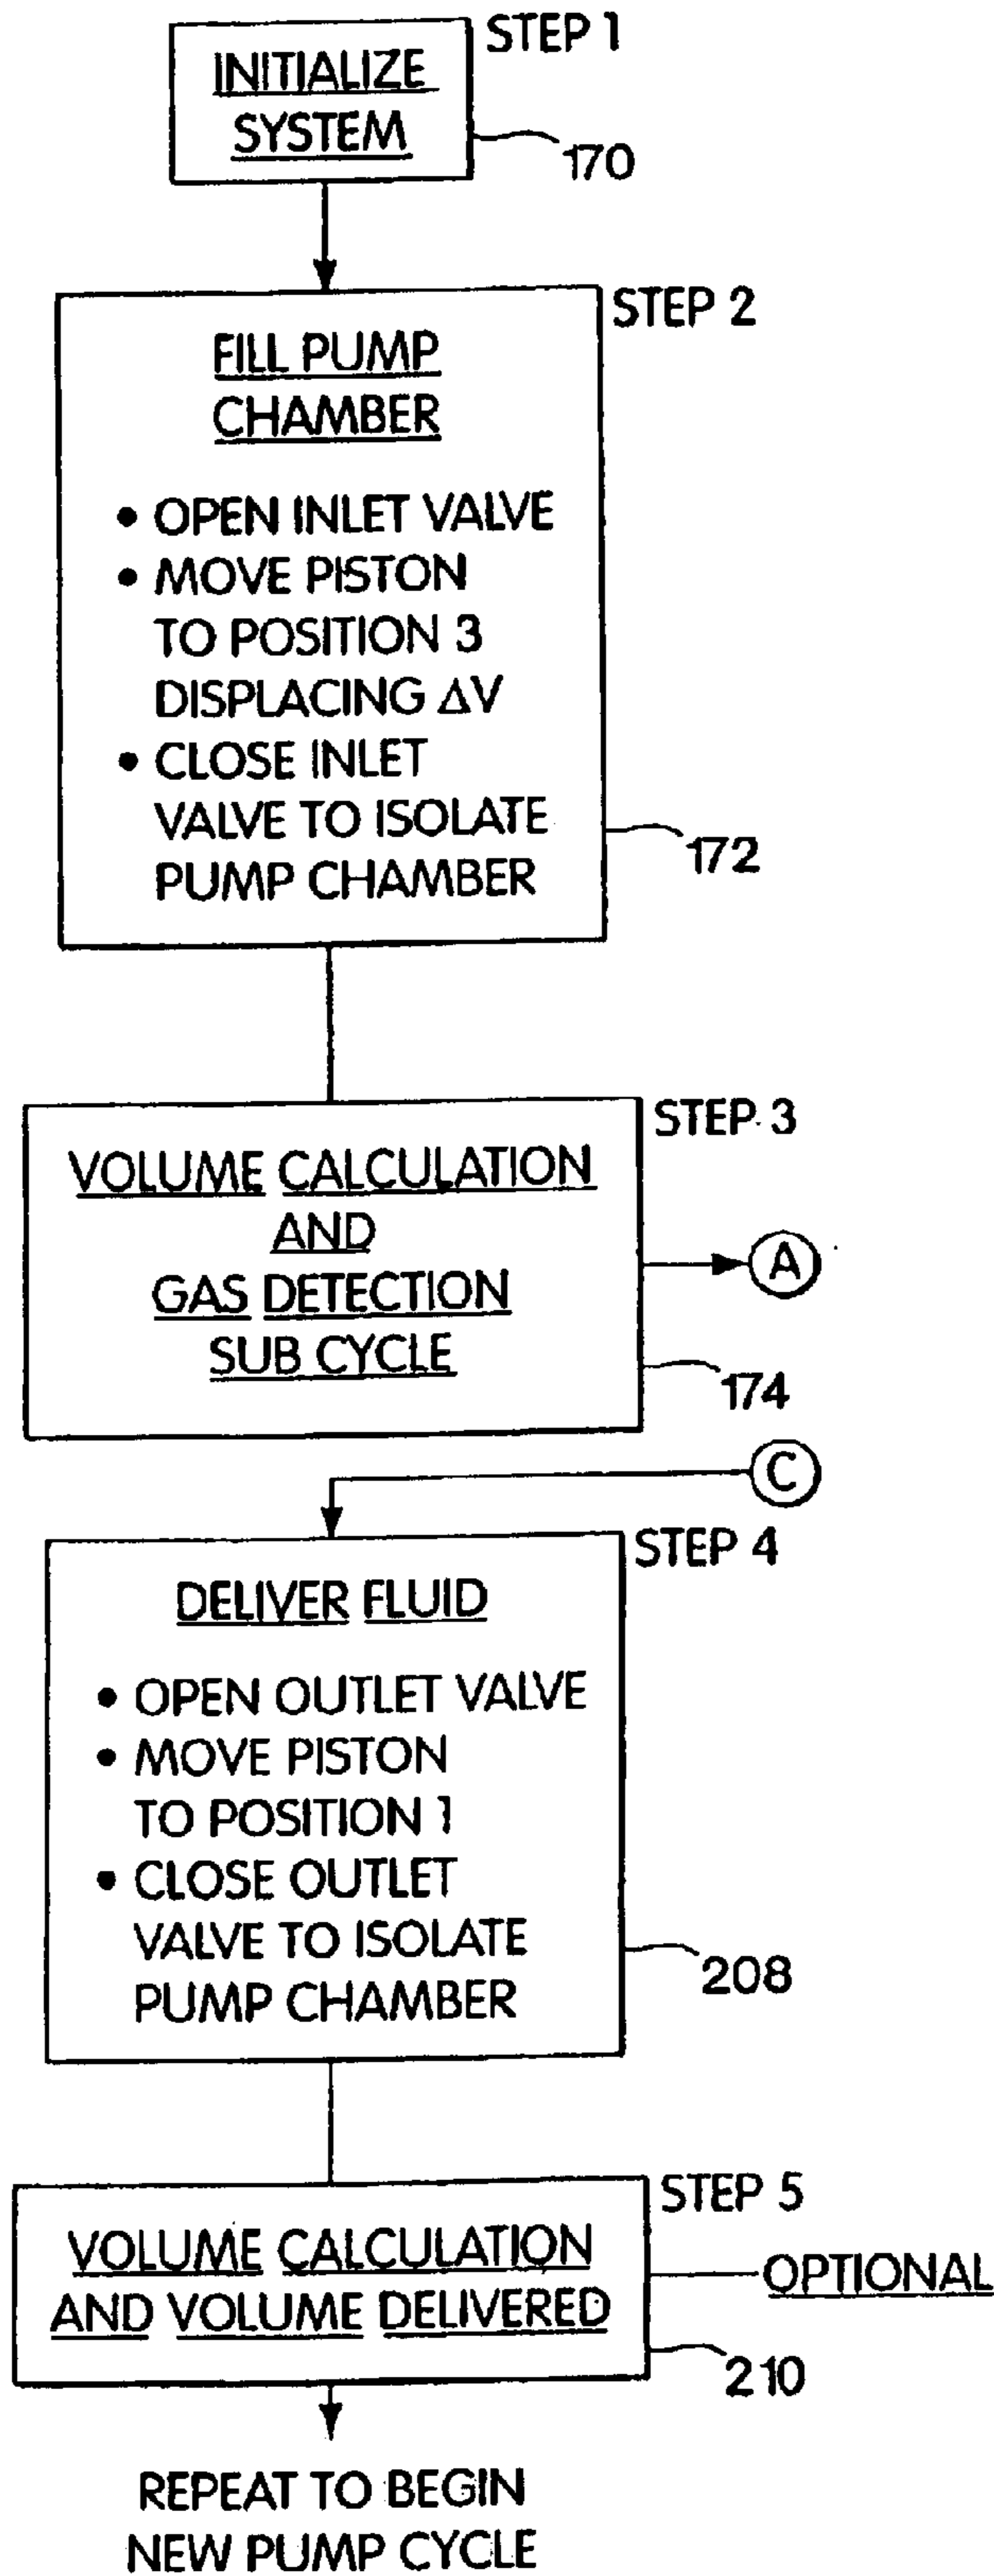 STEP 1
INITIALIZE
SYSTEM
170
STEP 2
FILL PUMP
CHAMBER
• OPEN INLET VALVE
• MOVE PISTON
TO POSITION 3
DISPLACING ΔV
• CLOSE INLET
VALVE TO ISOLATE
PUMP CHAMBER
172
STEP 3
VOLUME CALCULATION
AND
GAS DETECTION
SUB CYCLE
A
174
C
STEP 4
DELIVER FLUID
• OPEN OUTLET VALVE
• MOVE PISTON
TO POSITION 1
• CLOSE OUTLET
VALVE TO ISOLATE
PUMP CHAMBER
208
STEP 5
VOLUME CALCULATION
AND VOLUME DELIVERED
OPTIONAL
210
REPEAT TO BEGIN
NEW PUMP CYCLE